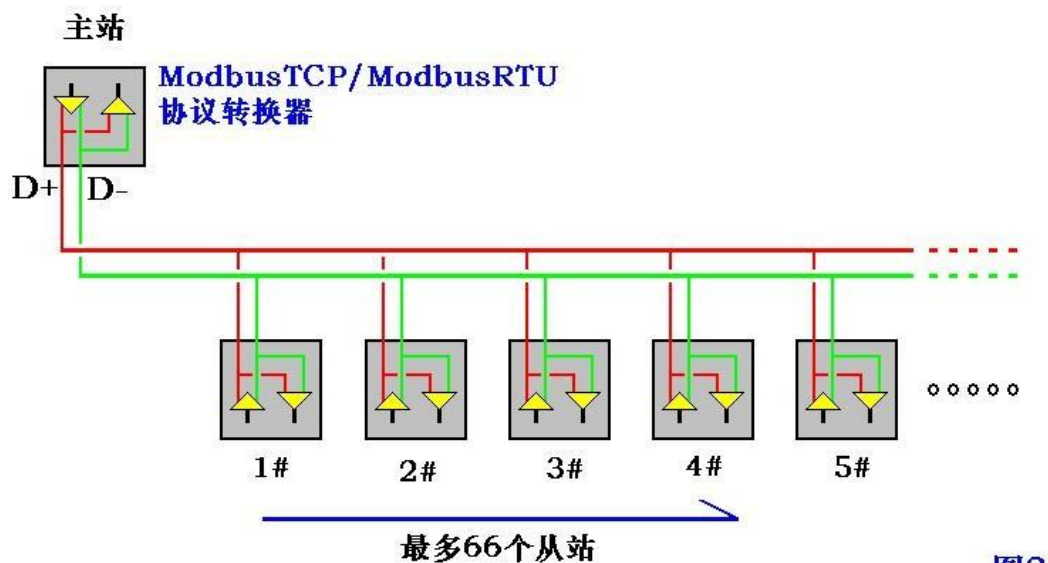 主站
ModbusTCP/ModbusRTU
协议转换器
D+ D-
1# 2# 3# 4# 5#
最多66个从站